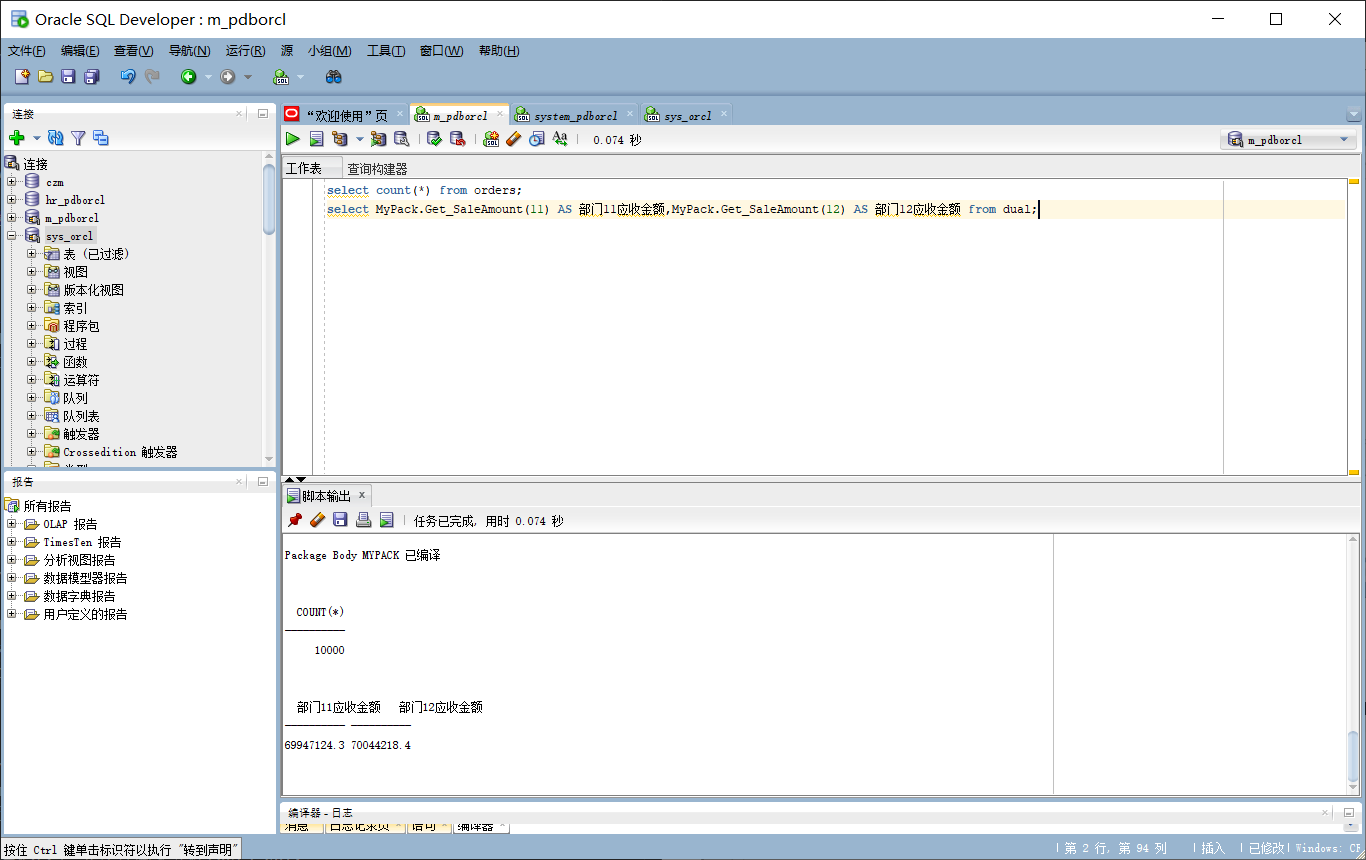 Oracle SQL Developer : m_pdborcl
文件(F) 编辑(E) 查看(V) 导航(N) 运行(R) 源 小组(M) 工具(T) 窗口(W) 帮助(H)
连接
连接
czm
hr_pdborcl
m_pdborcl
sys_orcl
表 (已过滤)
视图
版本化视图
索引
程序包
过程
函数
运算符
队列
队列表
触发器
Crossedition 触发器
报告
所有报告
OLAP 报告
TimesTen 报告
分析视图报告
数据模型器报告
数据字典报告
用户定义的报告
“欢迎使用”页 m_pdborcl system_pdborcl sys_orcl
0.074 秒 m_pdborcl
工作表 查询构建器
select count(*) from orders;
select MyPack.Get_SaleAmount(11) AS 部门11应收金额,MyPack.Get_SaleAmount(12) AS 部门12应收金额 from dual;
脚本输出
任务已完成, 用时 0.074 秒
Package Body MYPACK 已编译
COUNT(*)
----------
10000
部门11应收金额 部门12应收金额
---------- ----------
69947124.3 70044218.4
编译器 - 日志
消息 日志记录页 语句 编译器
按住 Ctrl 键单击标识符以执行 "转到声明" 第 2 行, 第 94 列 插入 已修改 Windows: CR